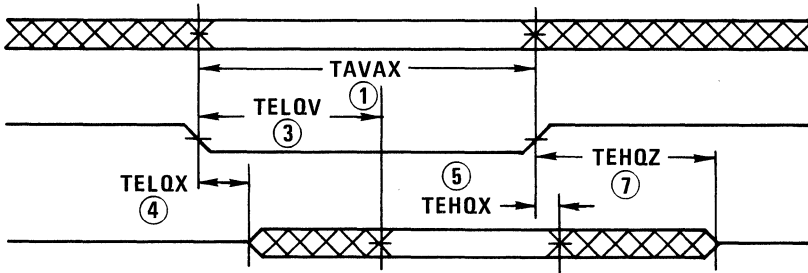 TAVAX
①
TELQV
③
⑤
TEHQZ
⑦
TELQX
④
TEHQX